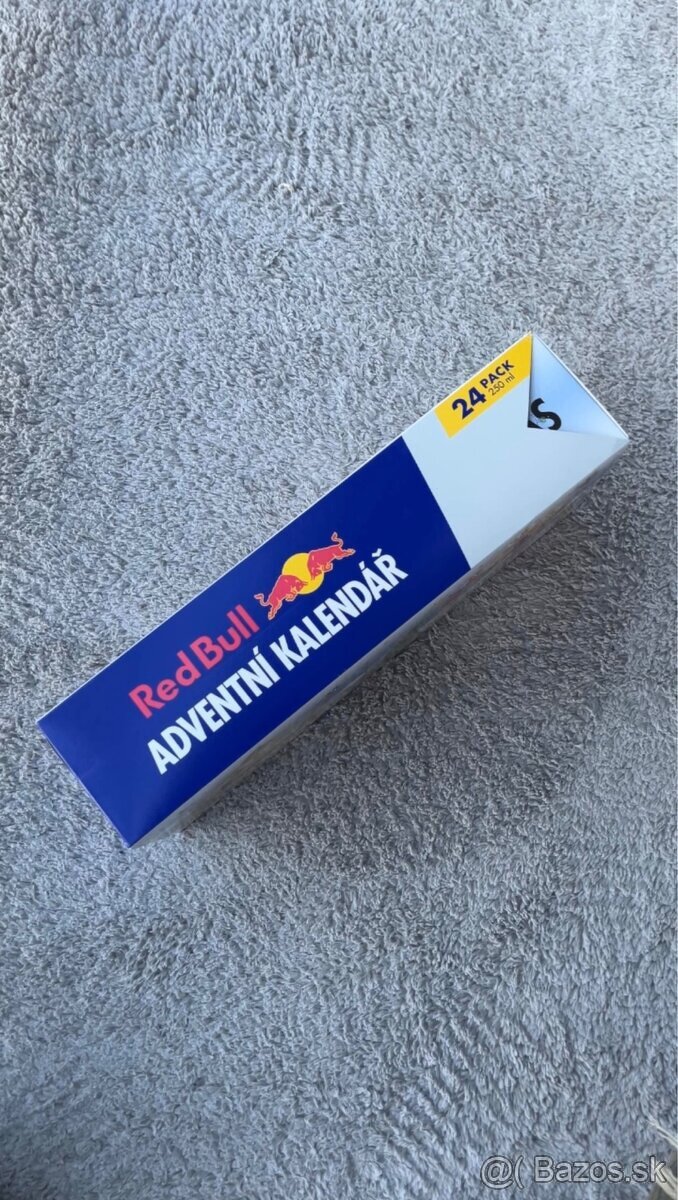 24 PACK
250 ml
S
Red Bull
ADVENTNÍ KALENDÁŘ
@( Bazos.sk